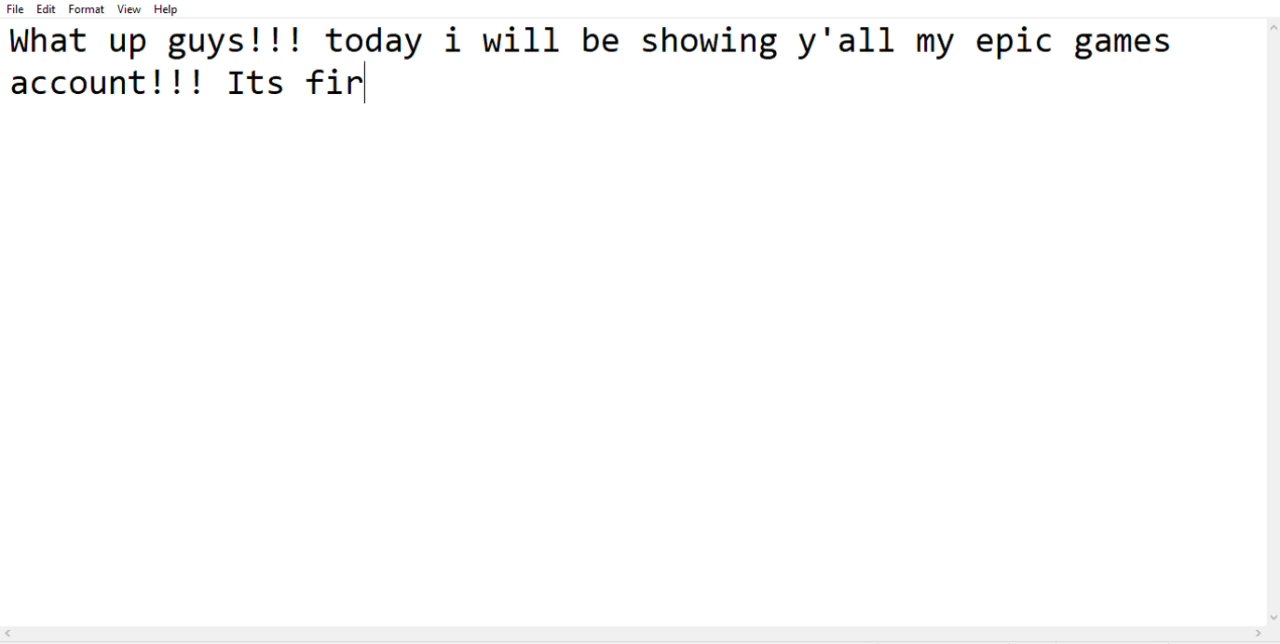 File Edit Format View Help
What up guys!!! today i will be showing y'all my epic games
account!!! Its fir